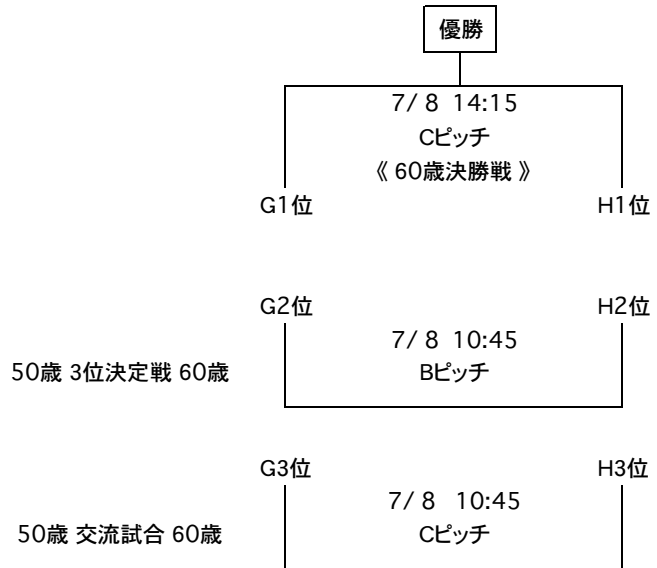 優勝
7/ 8 14:15
Cピッチ
《 60歳決勝戦 》
G1位 H1位
G2位 H2位
7/ 8 10:45
50歳 3位決定戦 60歳 Bピッチ
G3位 H3位
7/ 8 10:45
50歳 交流試合 60歳 Cピッチ